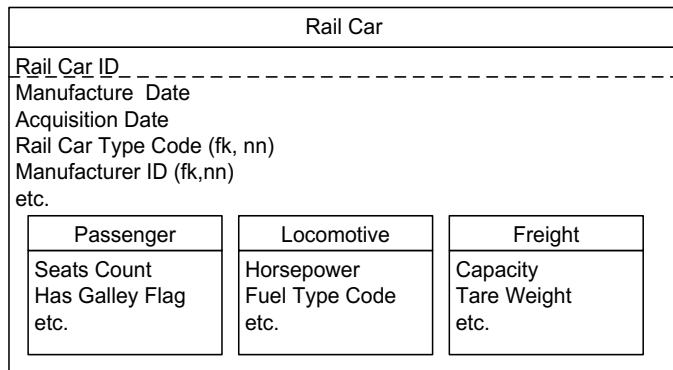 Rail Car
Rail Car ID
Manufacture Date
Acquisition Date
Rail Car Type Code (fk, nn)
Manufacturer ID (fk,nn)
etc.
Passenger
Seats Count
Has Galley Flag
etc.
Locomotive
Horsepower
Fuel Type Code
etc.
Freight
Capacity
Tare Weight
etc.